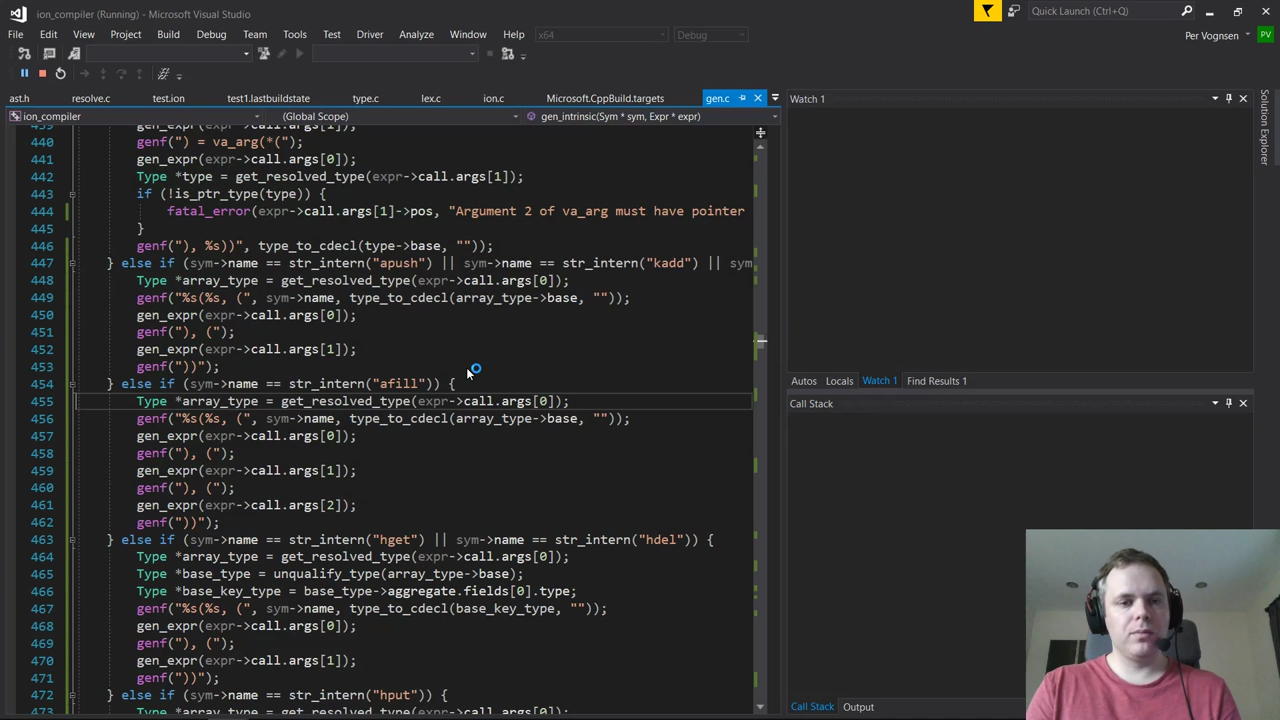 ion_compiler (Running) - Microsoft Visual Studio
Quick Launch (Ctrl+Q)
File Edit View Project Build Debug Team Tools Test Driver Analyze Window Help x64 Debug
Per Vognsen PV
ast.h resolve.c test.ion test1.lastbuildstate type.c lex.c ion.c Microsoft.CppBuild.targets gen.c
ion_compiler (Global Scope) gen_intrinsic(Sym * sym, Expr * expr)
439 gen_expr(expr->call.args[1]);
440 genf(") = va_arg(*(");
441 gen_expr(expr->call.args[0]);
442 Type *type = get_resolved_type(expr->call.args[1]);
443 if (!is_ptr_type(type)) {
444 fatal_error(expr->call.args[1]->pos, "Argument 2 of va_arg must have pointer
445 }
446 genf("), %s))", type_to_cdecl(type->base, ""));
447 } else if (sym->name == str_intern("apush") || sym->name == str_intern("kadd") || sym
448 Type *array_type = get_resolved_type(expr->call.args[0]);
449 genf("%s(%s, (", sym->name, type_to_cdecl(array_type->base, ""));
450 gen_expr(expr->call.args[0]);
451 genf("), (");
452 gen_expr(expr->call.args[1]);
453 genf("))");
454 } else if (sym->name == str_intern("afill")) {
455 Type *array_type = get_resolved_type(expr->call.args[0]);
456 genf("%s(%s, (", sym->name, type_to_cdecl(array_type->base, ""));
457 gen_expr(expr->call.args[0]);
458 genf("), (");
459 gen_expr(expr->call.args[1]);
460 genf("), (");
461 gen_expr(expr->call.args[2]);
462 genf("))");
463 } else if (sym->name == str_intern("hget") || sym->name == str_intern("hdel")) {
464 Type *array_type = get_resolved_type(expr->call.args[0]);
465 Type *base_type = unqualify_type(array_type->base);
466 Type *base_key_type = base_type->aggregate.fields[0].type;
467 genf("%s(%s, (", sym->name, type_to_cdecl(base_key_type, ""));
468 gen_expr(expr->call.args[0]);
469 genf("), (");
470 gen_expr(expr->call.args[1]);
471 genf("))");
472 } else if (sym->name == str_intern("hput")) {
473 Type *array_type = get_resolved_type(expr->call.args[0]);
Watch 1
Autos Locals Watch 1 Find Results 1
Call Stack
Call Stack Output
Solution Explorer